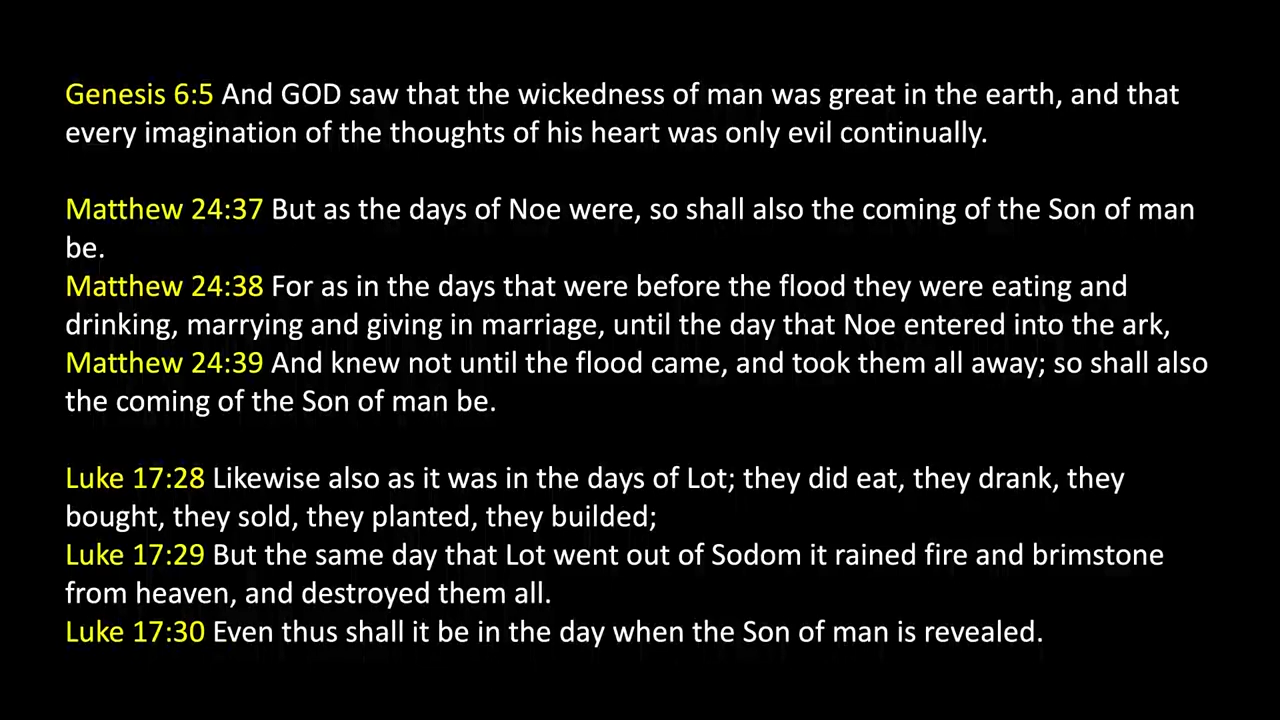 Genesis 6:5 And GOD saw that the wickedness of man was great in the earth, and that
every imagination of the thoughts of his heart was only evil continually.
Matthew 24:37 But as the days of Noe were, so shall also the coming of the Son of man
be.
Matthew 24:38 For as in the days that were before the flood they were eating and
drinking, marrying and giving in marriage, until the day that Noe entered into the ark,
Matthew 24:39 And knew not until the flood came, and took them all away; so shall also
the coming of the Son of man be.
Luke 17:28 Likewise also as it was in the days of Lot; they did eat, they drank, they
bought, they sold, they planted, they builded;
Luke 17:29 But the same day that Lot went out of Sodom it rained fire and brimstone
from heaven, and destroyed them all.
Luke 17:30 Even thus shall it be in the day when the Son of man is revealed.